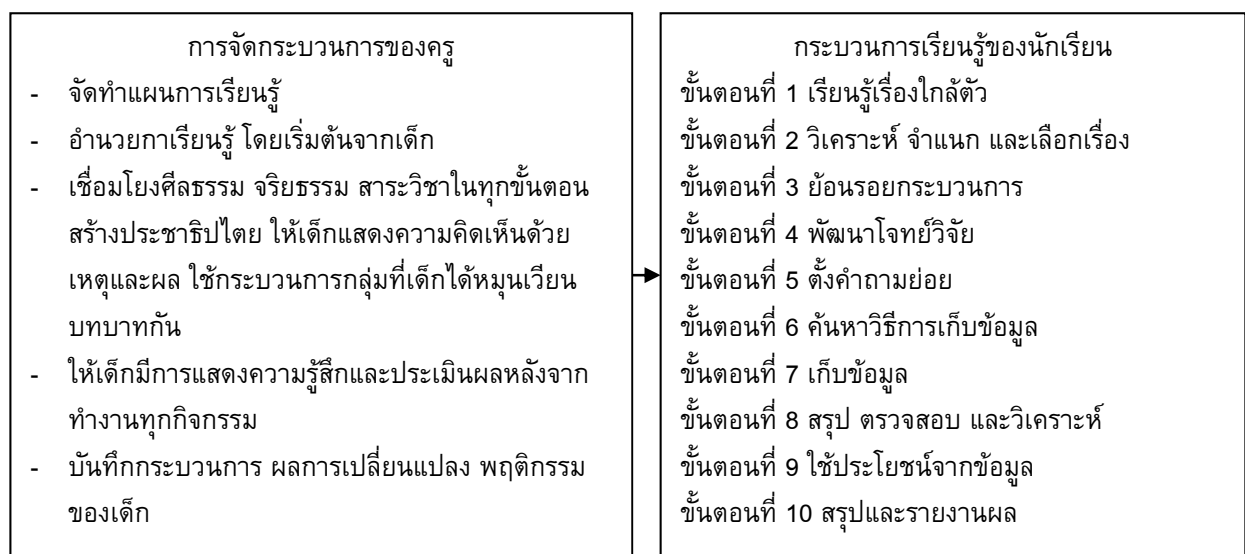 การจัดกระบวนการของครู
- จัดทำแผนการเรียนรู้
- อำนวยกาเรียนรู้ โดยเริ่มต้นจากเด็ก
- เชื่อมโยงศีลธรรม จริยธรรม สาระวิชาในทุกขั้นตอน
สร้างประชาธิปไตย ให้เด็กแสดงความคิดเห็นด้วย
เหตุและผล ใช้กระบวนการกลุ่มที่เด็กได้หมุนเวียน
บทบาทกัน
- ให้เด็กมีการแสดงความรู้สึกและประเมินผลหลังจาก
ทำงานทุกกิจกรรม
- บันทึกกระบวนการ ผลการเปลี่ยนแปลง พฤติกรรม
ของเด็ก
กระบวนการเรียนรู้ของนักเรียน
ขั้นตอนที่ 1 เรียนรู้เรื่องใกล้ตัว
ขั้นตอนที่ 2 วิเคราะห์ จำแนก และเลือกเรื่อง
ขั้นตอนที่ 3 ย้อนรอยกระบวนการ
ขั้นตอนที่ 4 พัฒนาโจทย์วิจัย
ขั้นตอนที่ 5 ตั้งคำถามย่อย
ขั้นตอนที่ 6 ค้นหาวิธีการเก็บข้อมูล
ขั้นตอนที่ 7 เก็บข้อมูล
ขั้นตอนที่ 8 สรุป ตรวจสอบ และวิเคราะห์
ขั้นตอนที่ 9 ใช้ประโยชน์จากข้อมูล
ขั้นตอนที่ 10 สรุปและรายงานผล